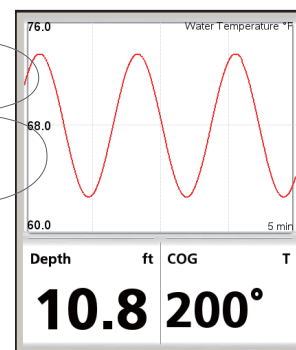 76.0 Water Temperature °F
68.0
60.0 5 min
Depth ft COG T
10.8 200°